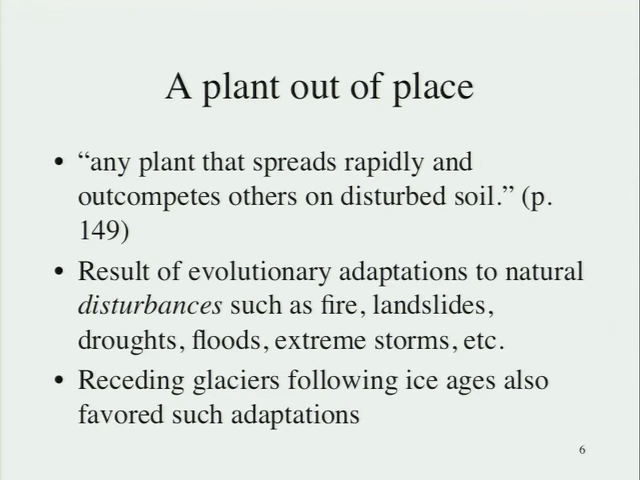 A plant out of place
• “any plant that spreads rapidly and
outcompetes others on disturbed soil.” (p.
149)
• Result of evolutionary adaptations to natural
disturbances such as fire, landslides,
droughts, floods, extreme storms, etc.
• Receding glaciers following ice ages also
favored such adaptations
6